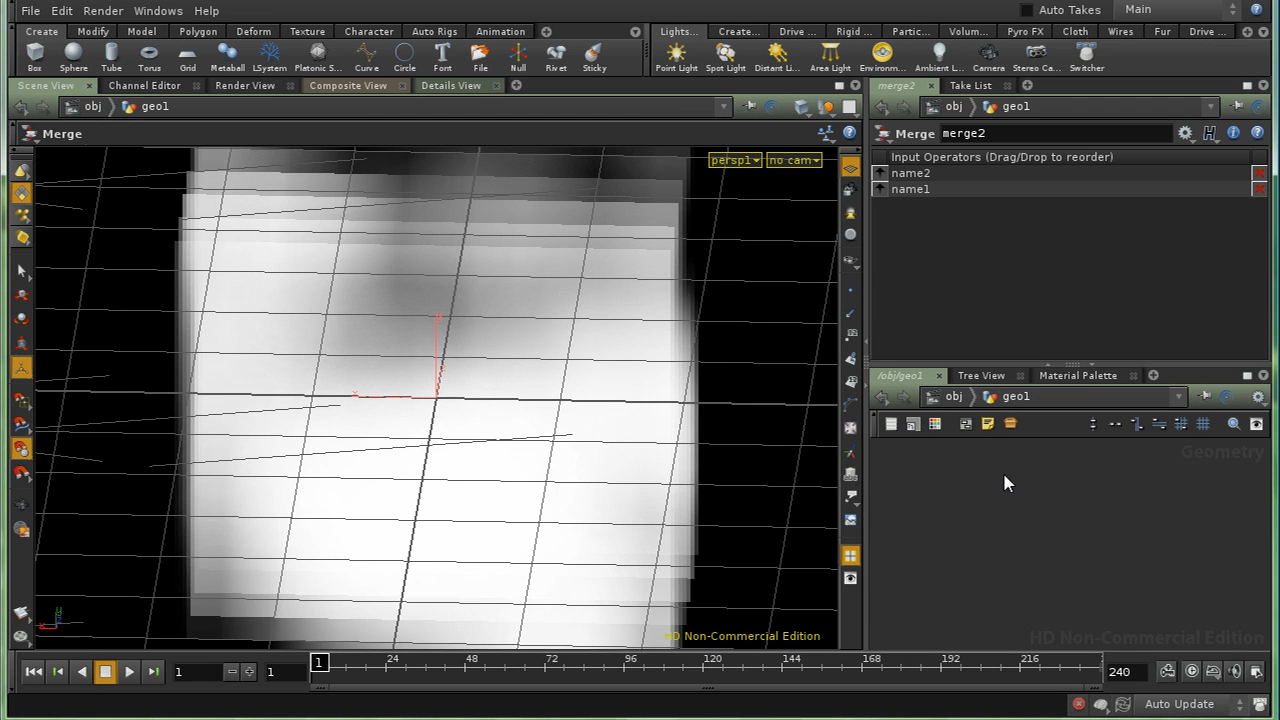 File Edit Render Windows Help
Auto Takes Main
Create Modify Model Polygon Deform Texture Character Auto Rigs Animation
Lights... Create... Drive ... Rigid ... Partic... Volum... Pyro FX Cloth Wires Fur Drive ...
Box Sphere Tube Torus Grid Metaball LSystem Platonic S... Curve Circle Font File Null Rivet Sticky
Point Light Spot Light Distant Li... Area Light Environm... Ambient L... Camera Stereo Ca... Switcher
Scene View Channel Editor Render View Composite View Details View
merge2 Take List
obj geo1
obj geo1
Merge
Merge merge2
persp1 no cam
Input Operators (Drag/Drop to reorder)
name2
name1
/obj/geo1 Tree View Material Palette
obj geo1
Geometry
HD Non-Commercial Edition
HD Non-Commercial Edition
1 1 1 24 48 72 96 120 144 168 192 216 240
Auto Update